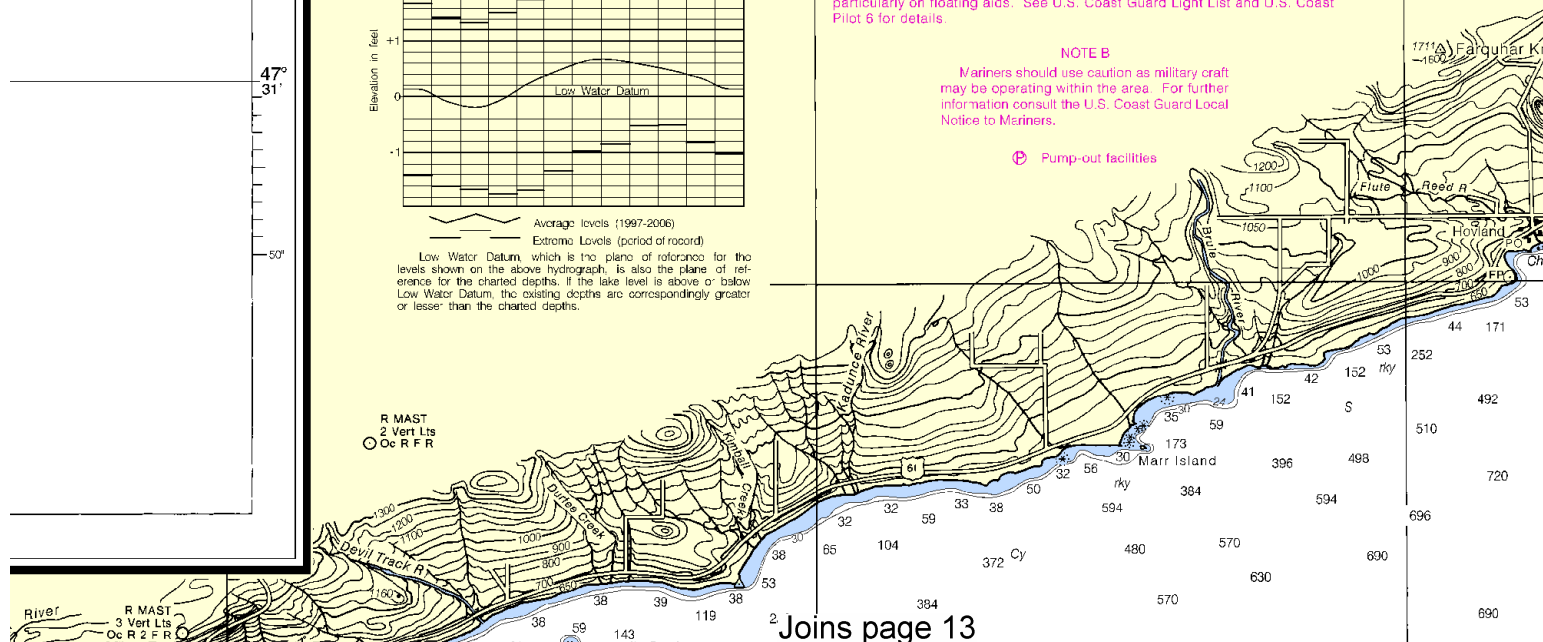 particularly on floating aids. See U.S. Coast Guard Light List and U.S. Coast
Pilot 6 for details.
NOTE B
Mariners should use caution as military craft
may be operating within the area. For further
information consult the U.S. Coast Guard Local
Notice to Mariners.
P Pump-out facilities
47°
31'
50"
Elevation in feet
+1
0
-1
Low Water Datum
Average levels (1997-2006)
Extreme Levels (period of record)
Low Water Datum, which is the plane of reference for the
levels shown on the above hydrograph, is also the plane of ref-
erence for the charted depths. If the lake level is above or below
Low Water Datum, the existing depths are correspondingly greater
or lesser than the charted depths.
1711
1600
Farquhar
1200
1100
Flute Reed R
1050
Hovland
PO
Ch
FP
1000
900
800
700
650
Brule
River
53
44
171
53
252
rky
152
42
492
41
152
S
24
30
35
59
510
173
Marr Island
30
56
32
396
498
720
rky
384
50
594
594
696
38
33
59
32
32
61
Kadunce River
R MAST
2 Vert Lts
Oc R F R
Kimball
Creek
Durfee Creek
1300
1200
1100
1000
900
800
700
650
Devil Track R
1160
30
38
65
104
372
Cy
480
570
690
630
53
38
39
38
119
384
570
690
River
R MAST
3 Vert Lts
Oc R 2 F R
38
59
143
2
Joins page 13